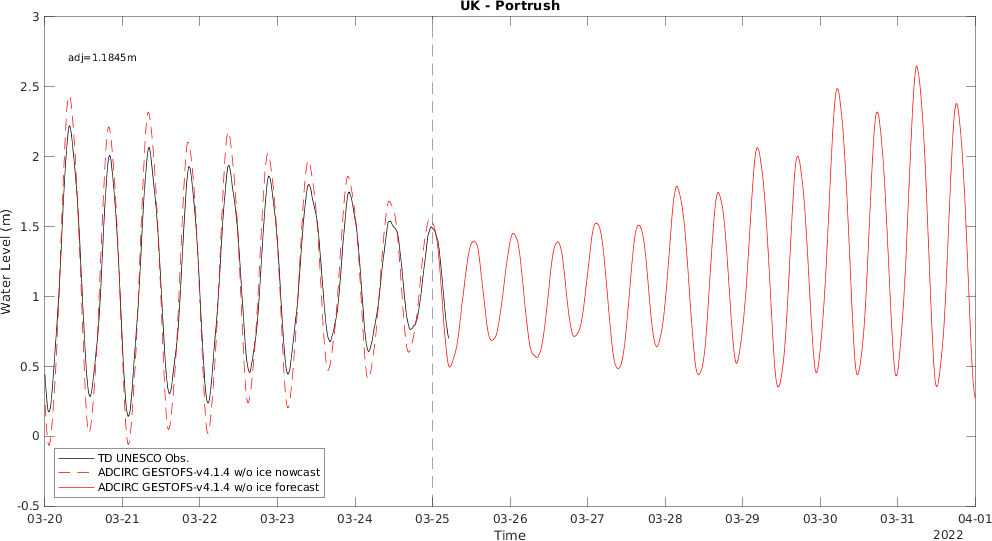 UK - Portrush
3
2.5
2
1.5
1
0.5
0
-0.5
Water Level (m)
adj=1.1845m
TD UNESCO Obs.
ADCIRC GESTOFS-v4.1.4 w/o ice nowcast
ADCIRC GESTOFS-v4.1.4 w/o ice forecast
03-20 03-21 03-22 03-23 03-24 03-25 03-26 03-27 03-28 03-29 03-30 03-31 04-01
Time
2022